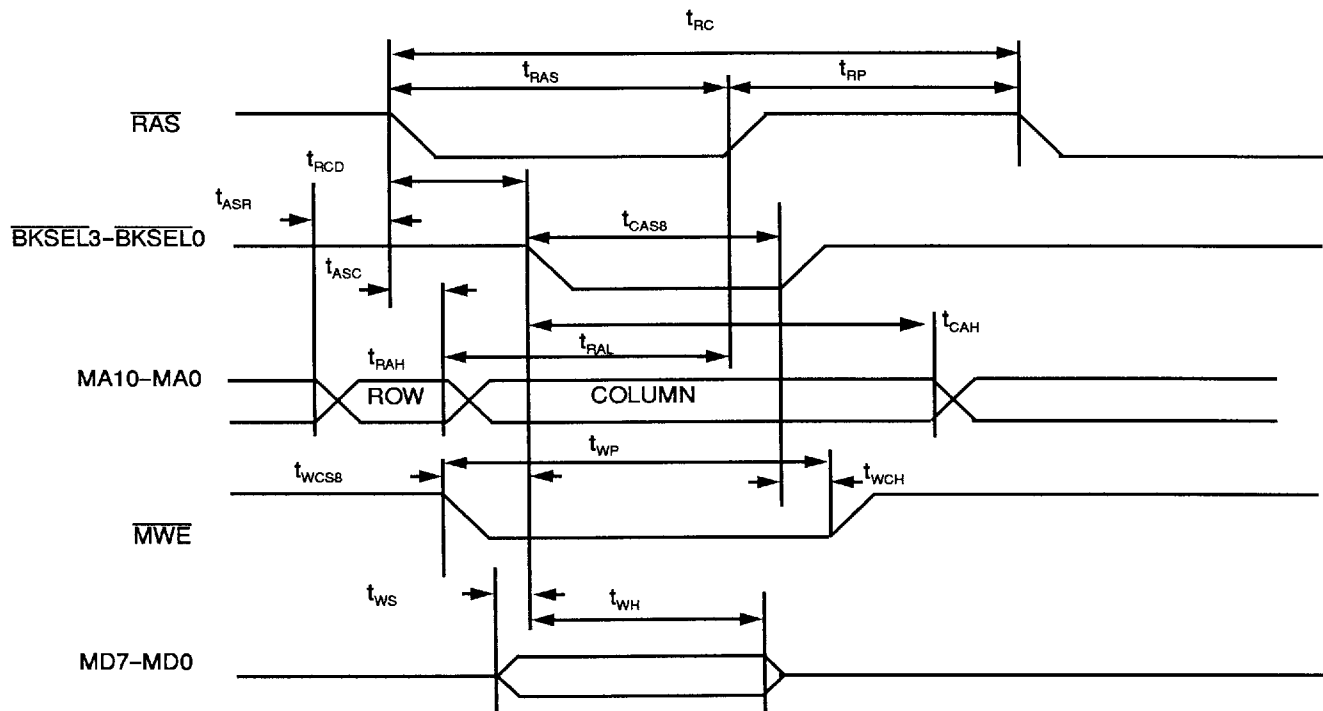 tRC
tRAS
tRP
RAS
tRCD
tASR
tCAS8
BKSEL3–BKSEL0
tASC
tCAH
tRAL
tRAH
MA10–MA0
ROW
COLUMN
tWP
tWCS8
tWCH
MWE
tWS
tWH
MD7–MD0